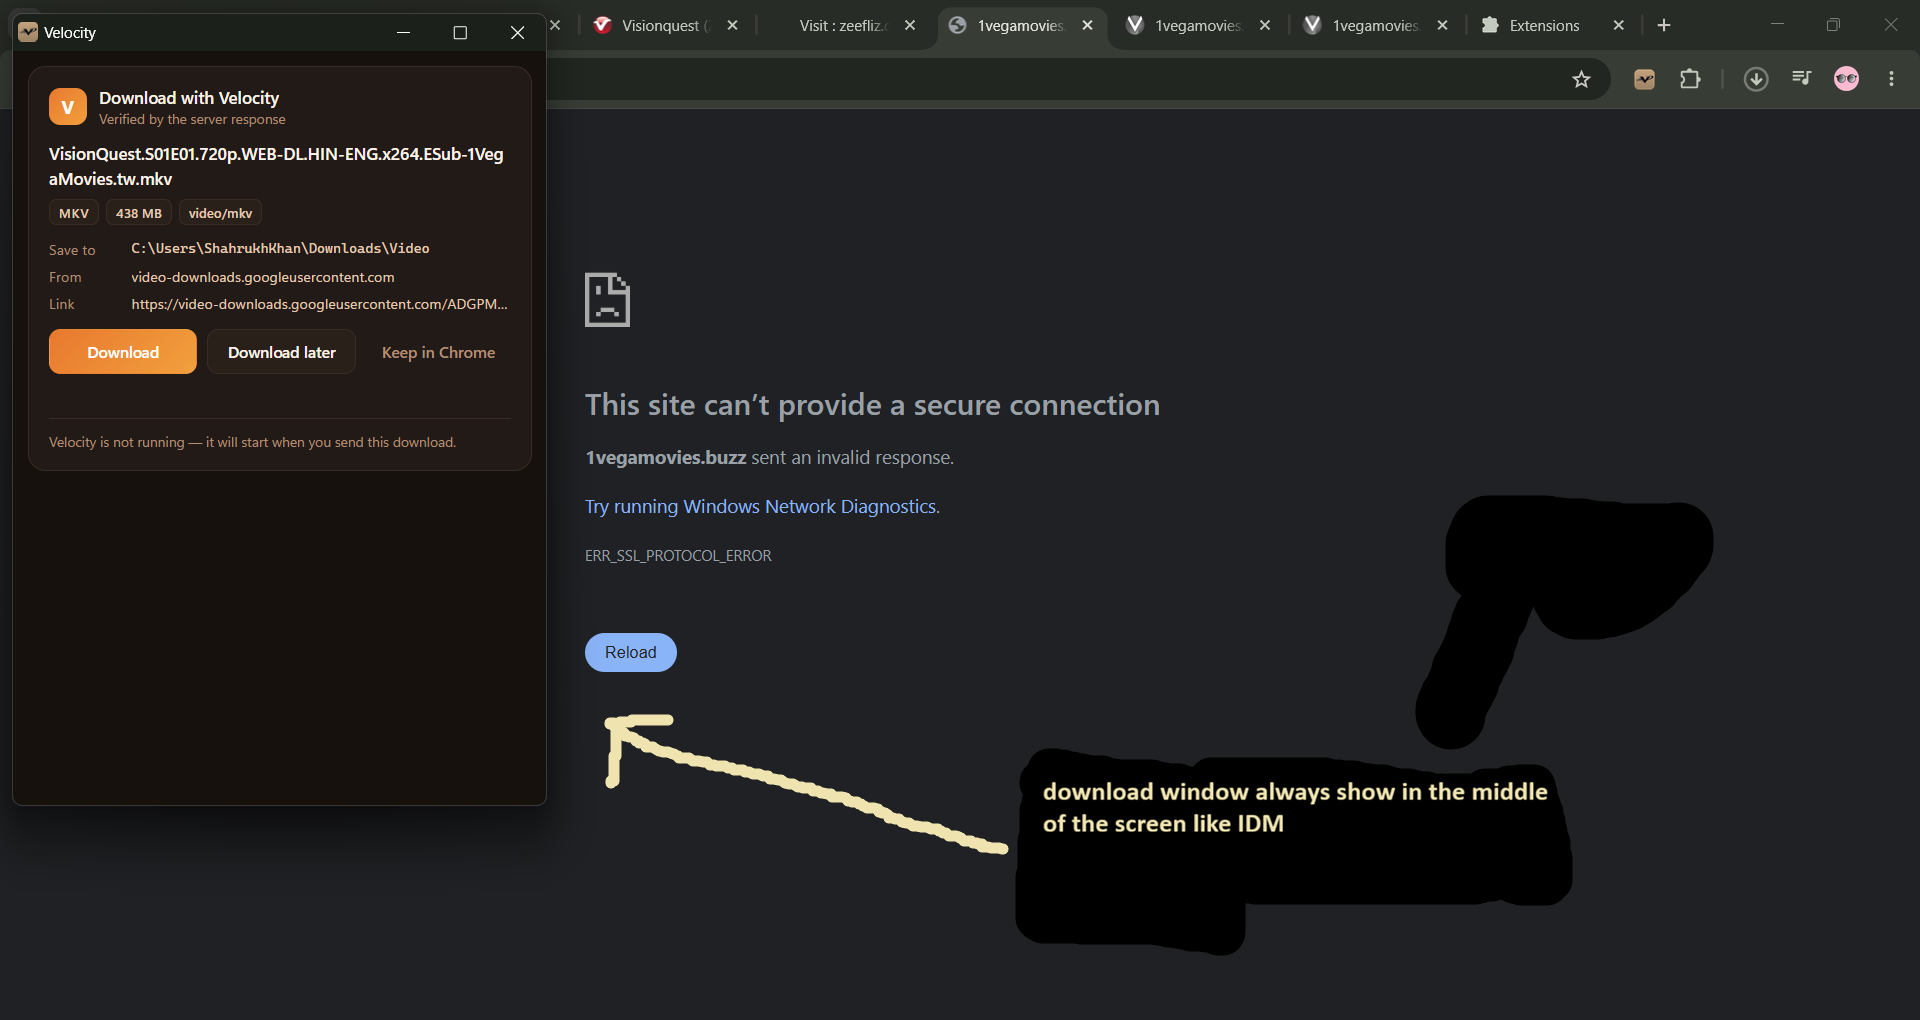 Velocity
Visionquest (
Visit : zeefliz.
1vegamovies.
1vegamovies.
1vegamovies.
Extensions
V
Download with Velocity
Verified by the server response
VisionQuest.S01E01.720p.WEB-DL.HIN-ENG.x264.ESub-1Veg
aMovies.tw.mkv
MKV
438 MB
video/mkv
Save to
C:\Users\ShahrukhKhan\Downloads\Video
From
video-downloads.googleusercontent.com
Link
https://video-downloads.googleusercontent.com/ADGPM...
Download
Download later
Keep in Chrome
Velocity is not running — it will start when you send this download.
This site can’t provide a secure connection
1vegamovies.buzz sent an invalid response.
Try running Windows Network Diagnostics.
ERR_SSL_PROTOCOL_ERROR
Reload
download window always show in the middle
of the screen like IDM